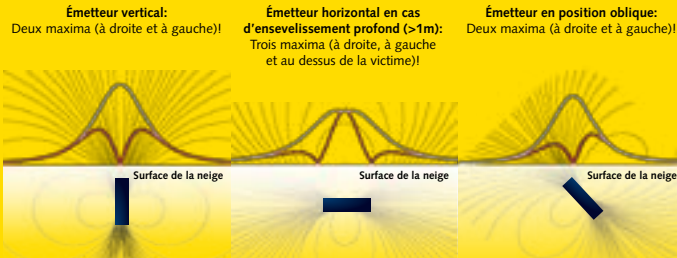 Émetteur vertical:
Deux maxima (à droite et à gauche)!
Émetteur horizontal en cas
d'ensevelissement profond (>1m):
Trois maxima (à droite, à gauche
et au dessus de la victime)!
Émetteur en position oblique:
Deux maxima (à droite et à gauche)!
Surface de la neige
Surface de la neige
Surface de la neige